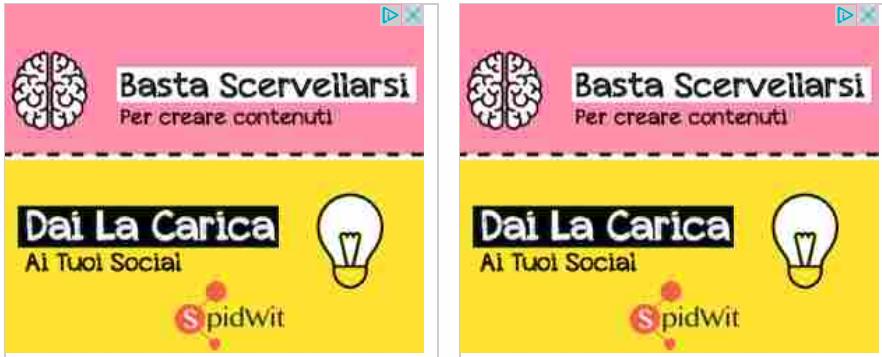 Basta Scervellarsi
Per creare contenuti
Dai La Carica
Ai Tuoi Social
SpidWit
Basta Scervellarsi
Per creare contenuti
Dai La Carica
Ai Tuoi Social
SpidWit